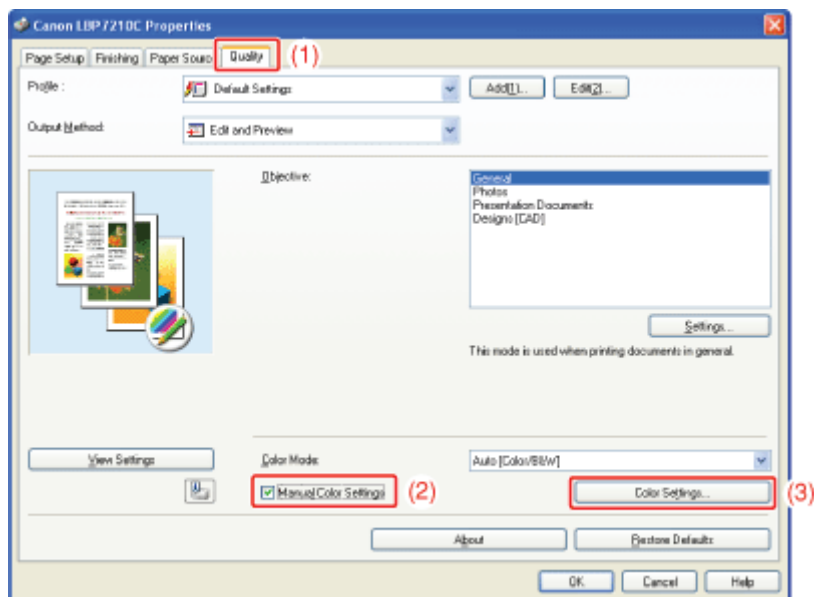 Canon LBP7210C Properties
Page Setup Finishing Paper Source Quality (1)
Profile : Default Settings Add(1)... Edit(2)...
Output Method: Edit and Preview
Objective: General
Photos
Presentation Documents
Designs [CAD]
Settings...
This mode is used when printing documents in general.
View Settings Color Mode: Auto [Color/B&W]
Manual Color Settings (2) Color Settings... (3)
About Restore Defaults
OK Cancel Help